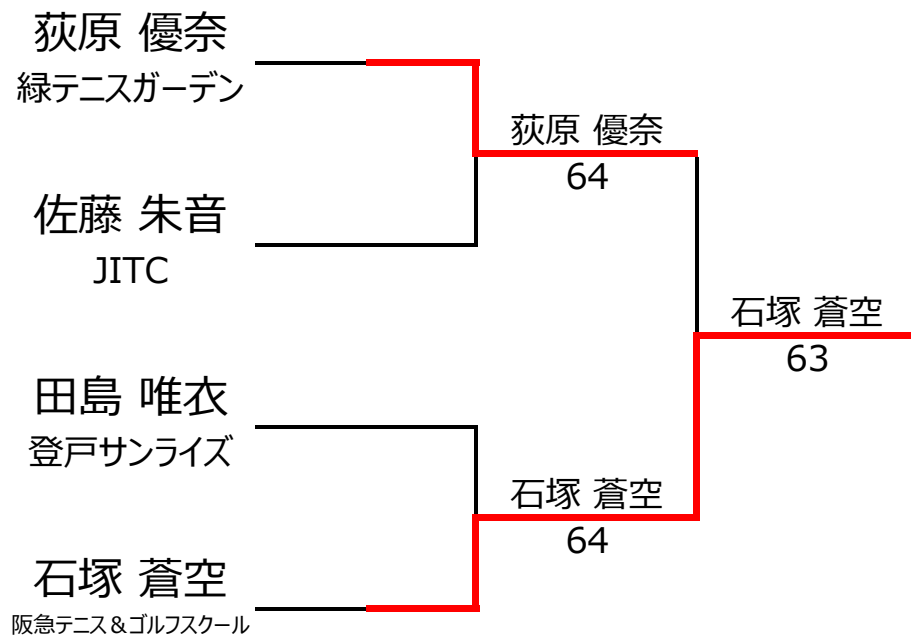 荻原 優奈
緑テニスガーデン
荻原 優奈
64
佐藤 朱音
JITC
石塚 蒼空
63
田島 唯衣
登戸サンライズ
石塚 蒼空
64
石塚 蒼空
阪急テニス&ゴルフスクール